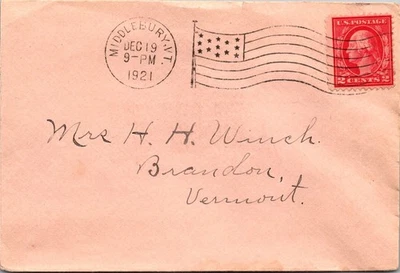 MIDDLEBURY, VT.
DEC 19
9-PM
1921
U.S. POSTAGE
2 CENTS 2
Mrs H. H. Winch.
Brandon,
Vermont.